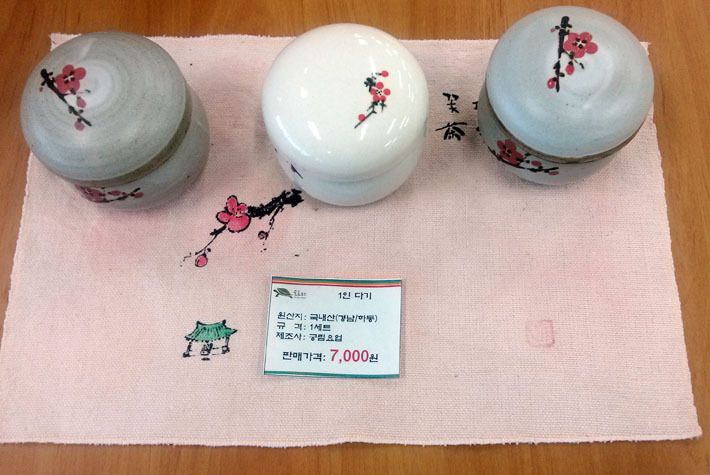 1인 다기
원산지: 국내산(경남/하동)
규 격: 1세트
제조사: 공림요업
판매가격: 7,000원